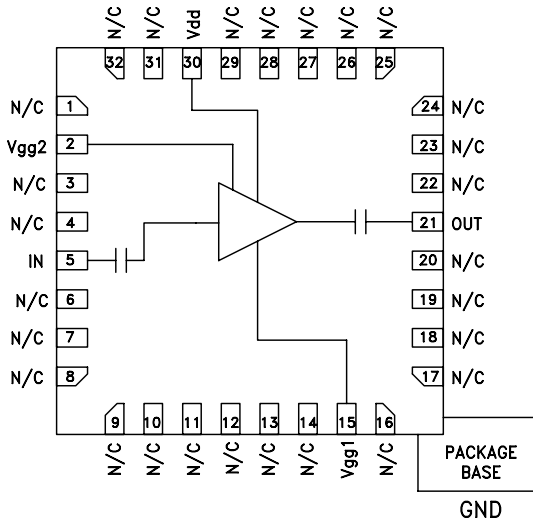 N/C N/C Vdd N/C N/C N/C N/C N/C
32 31 30 29 28 27 26 25
N/C 1
Vgg2 2
N/C 3
N/C 4
IN 5
N/C 6
N/C 7
N/C 8
24 N/C
23 N/C
22 N/C
21 OUT
20 N/C
19 N/C
18 N/C
17 N/C
9 10 11 12 13 14 15 16
N/C N/C N/C N/C N/C N/C Vgg1 N/C
PACKAGE
BASE
GND